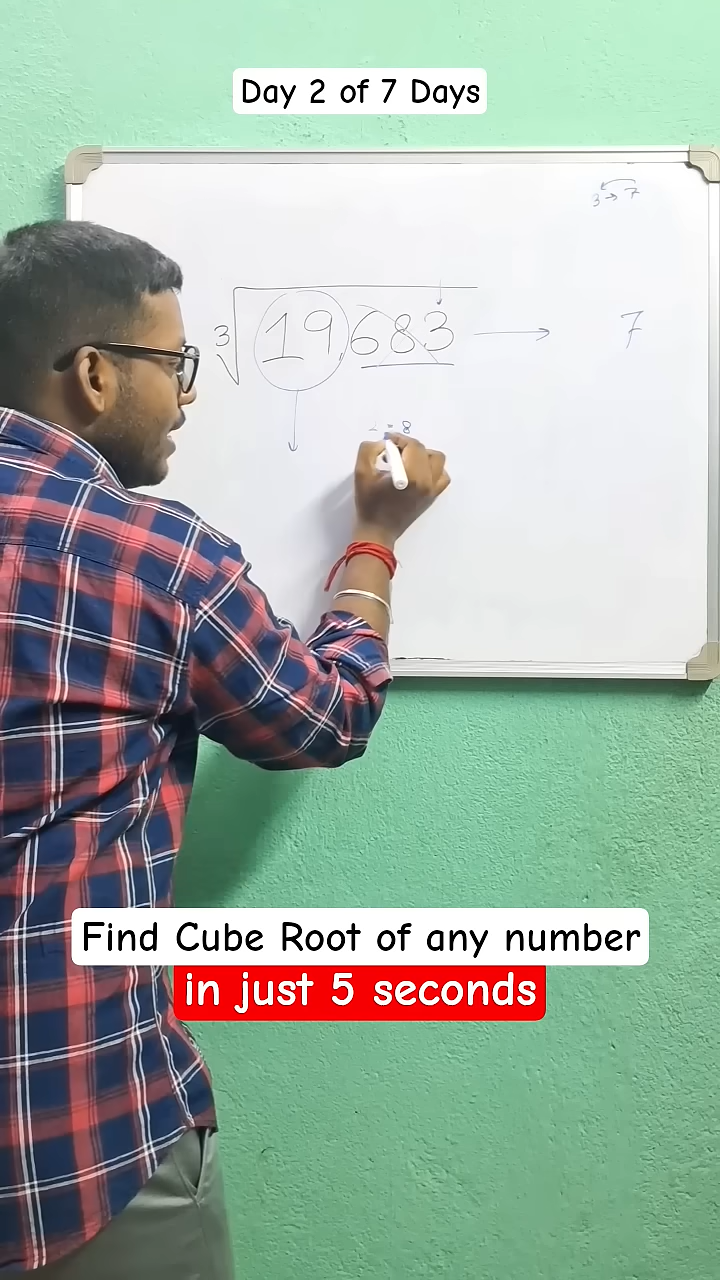 Day 2 of 7 Days
3 → 7
3√19683 → 7
= 8
Find Cube Root of any number
in just 5 seconds